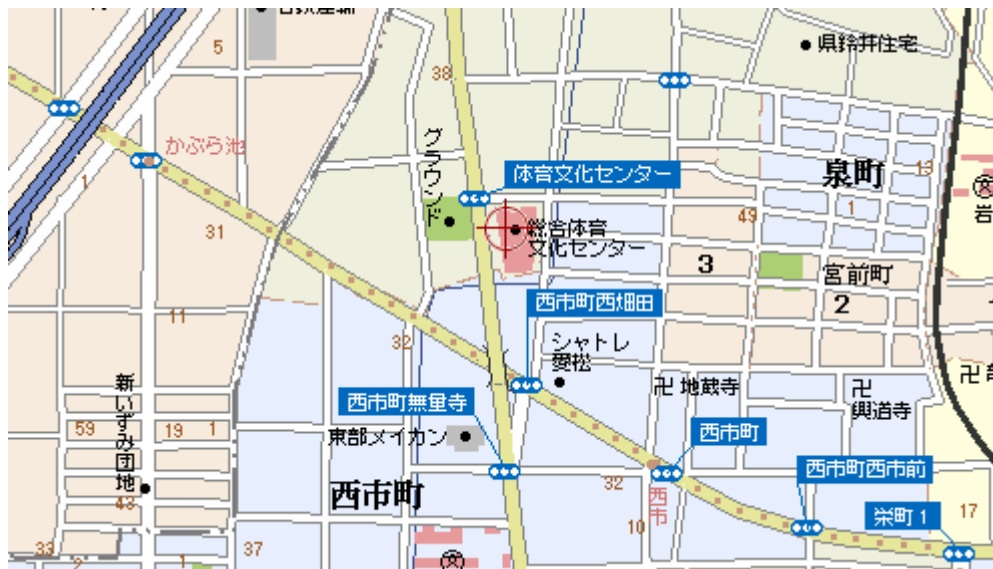 5
38
県鈴井住宅
かぶら池
グラウンド
体育文化センター
泉町
13
1
1
総合体育
文化センター
49
31
3
宮前町
2
岩
11
西市町西畑田
32
シャトレ
愛松
卍 地蔵寺
卍
興道寺
卍
新いずみ団地
西市町無量寺
59
19
1
東部メイカン
西市町
西市町西市前
43
西市町
32
西市
10
栄町1
17
33
37
2
1